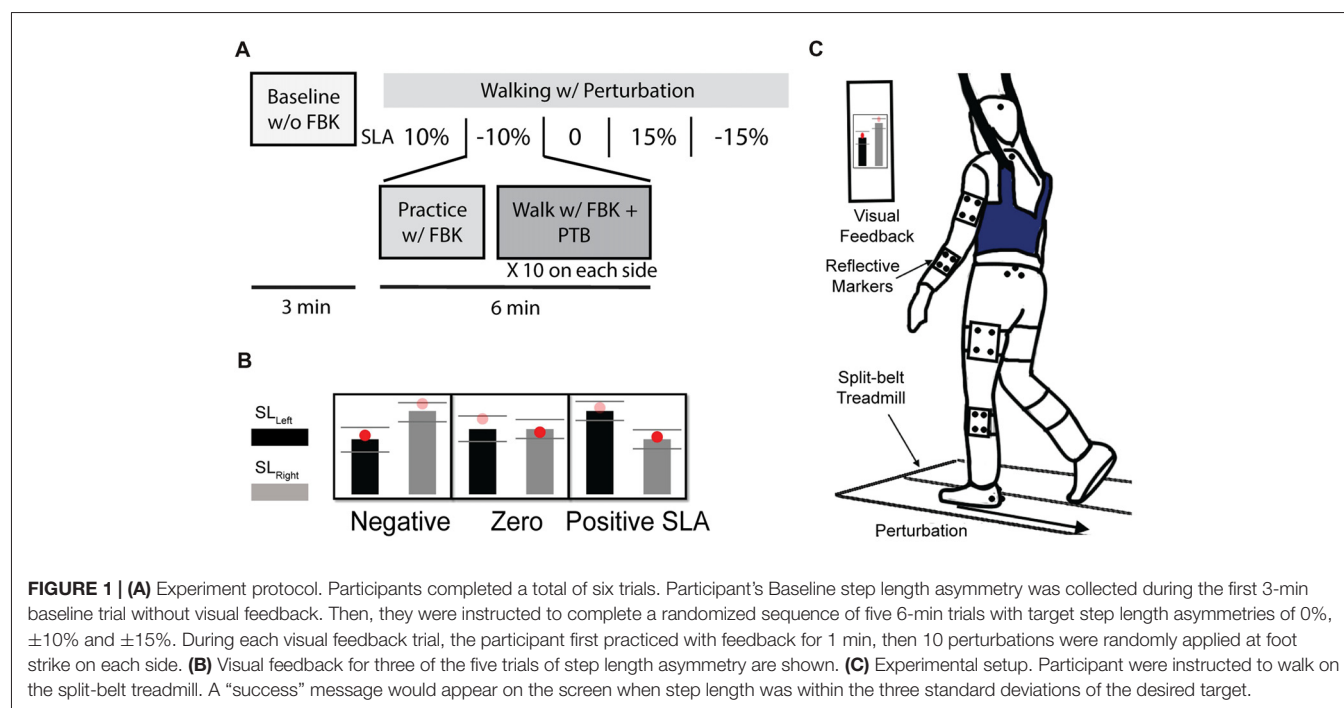 A
Baseline
w/o FBK
Walking w/ Perturbation
SLA 10% -10% 0 15% -15%
Practice
w/ FBK
Walk w/ FBK +
PTB
X 10 on each side
3 min
6 min
B
SL Left
SL Right
Negative Zero Positive SLA
C
Visual
Feedback
Reflective
Markers
Split-belt
Treadmill
Perturbation
FIGURE 1 | (A) Experiment protocol. Participants completed a total of six trials. Participant's Baseline step length asymmetry was collected during the first 3-min
baseline trial without visual feedback. Then, they were instructed to complete a randomized sequence of five 6-min trials with target step length asymmetries of 0%,
±10% and ±15%. During each visual feedback trial, the participant first practiced with feedback for 1 min, then 10 perturbations were randomly applied at foot
strike on each side. (B) Visual feedback for three of the five trials of step length asymmetry are shown. (C) Experimental setup. Participant were instructed to walk on
the split-belt treadmill. A “success” message would appear on the screen when step length was within the three standard deviations of the desired target.